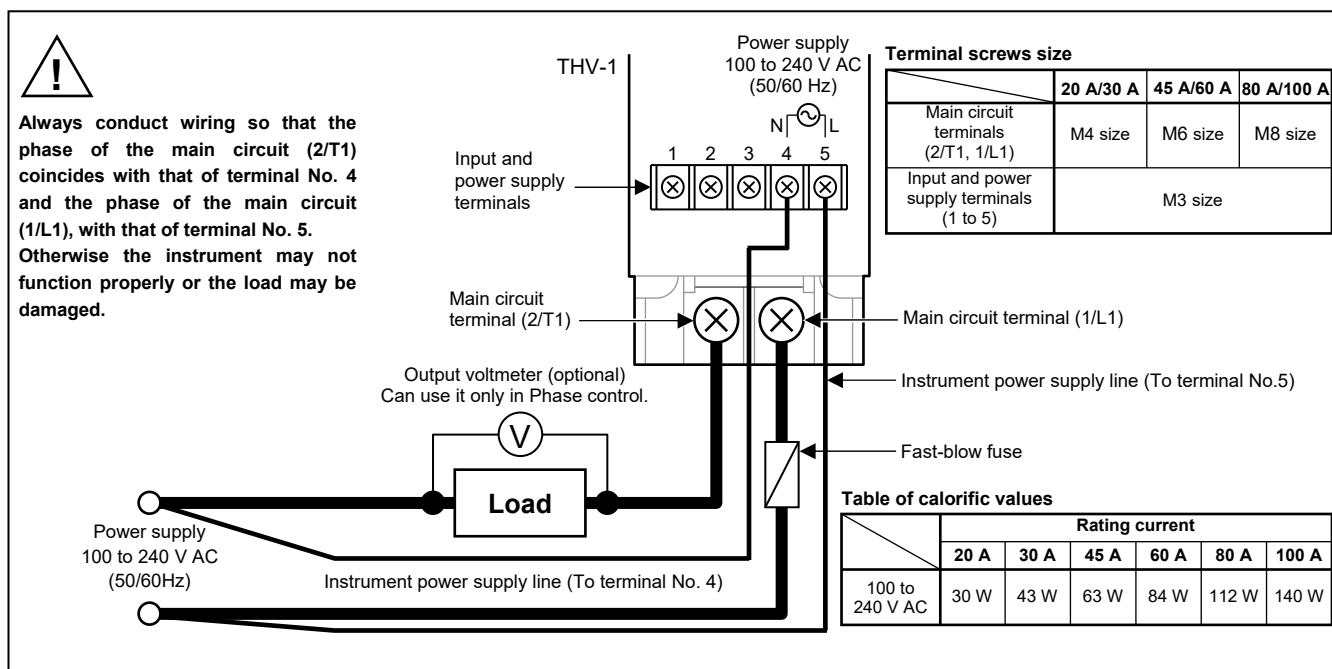 !
Always conduct wiring so that the
phase of the main circuit (2/T1)
coincides with that of terminal No. 4
and the phase of the main circuit
(1/L1), with that of terminal No. 5.
Otherwise the instrument may not
function properly or the load may be
damaged.
THV-1
Power supply
100 to 240 V AC
(50/60 Hz)
N L
1 2 3 4 5
Input and
power supply
terminals
Main circuit
terminal (2/T1)
Main circuit terminal (1/L1)
Output voltmeter (optional)
Can use it only in Phase control.
V
Load
Instrument power supply line (To terminal No.5)
Fast-blow fuse
Power supply
100 to 240 V AC
(50/60Hz)
Instrument power supply line (To terminal No. 4)
Terminal screws size
20 A/30 A 45 A/60 A 80 A/100 A
Main circuit
terminals
(2/T1, 1/L1)
M4 size M6 size M8 size
Input and power
supply terminals
(1 to 5)
M3 size
Table of calorific values
Rating current
20 A 30 A 45 A 60 A 80 A 100 A
100 to
240 V AC
30 W 43 W 63 W 84 W 112 W 140 W